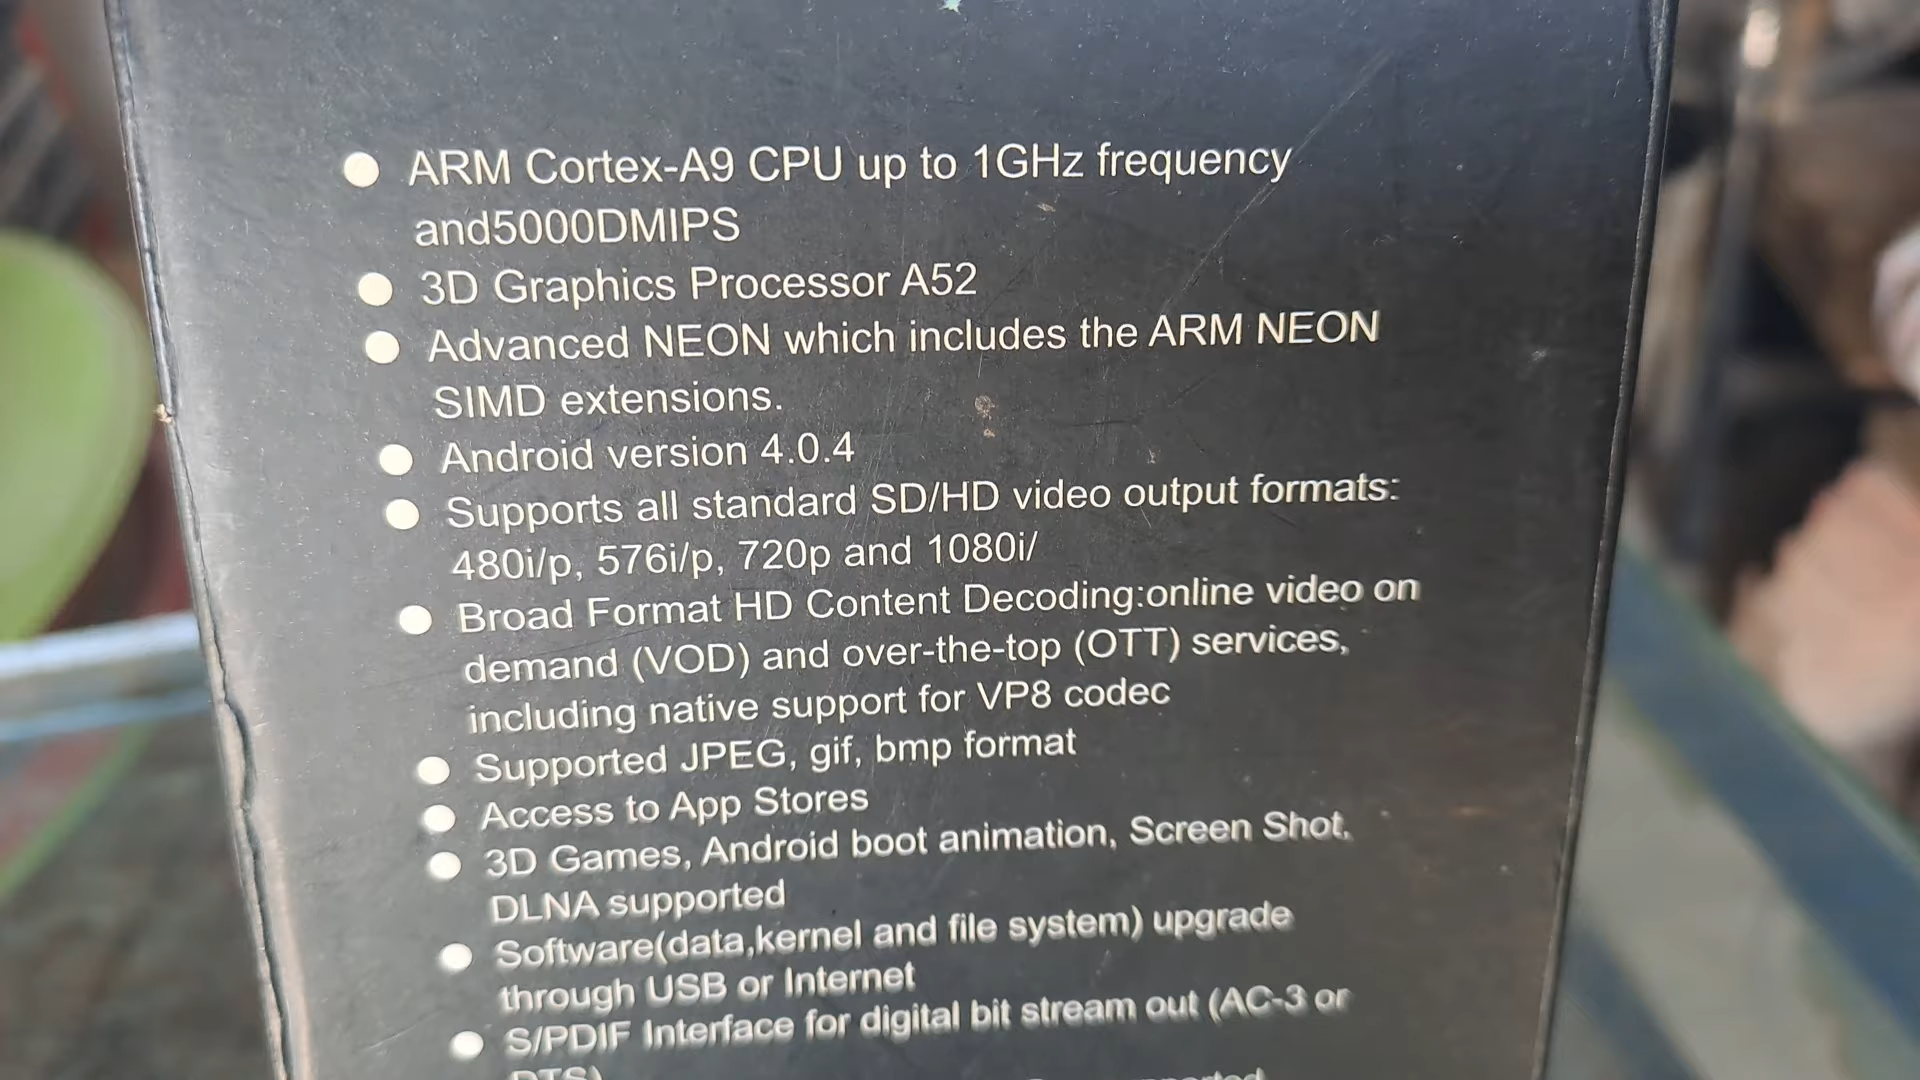 ● ARM Cortex-A9 CPU up to 1GHz frequency
and5000DMIPS
● 3D Graphics Processor A52
● Advanced NEON which includes the ARM NEON
SIMD extensions.
● Android version 4.0.4
● Supports all standard SD/HD video output formats:
480i/p, 576i/p, 720p and 1080i/
● Broad Format HD Content Decoding:online video on
demand (VOD) and over-the-top (OTT) services,
including native support for VP8 codec
● Supported JPEG, gif, bmp format
● Access to App Stores
● 3D Games, Android boot animation, Screen Shot,
DLNA supported
● Software(data,kernel and file system) upgrade
through USB or Internet
● S/PDIF Interface for digital bit stream out (AC-3 or
DTS)